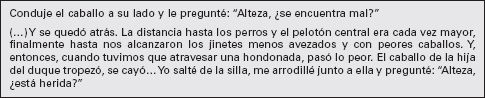 Conduje el caballo a su lado y le pregunté: “Alteza, ¿se encuentra mal?”
(…) Y se quedó atrás. La distancia hasta los perros y el pelotón central era cada vez mayor,
finalmente hasta nos alcanzaron los jinetes menos avezados y con peores caballos. Y,
entonces, cuando tuvimos que atravesar una hondonada, pasó lo peor. El caballo de la hija
del duque tropezó, se cayó… Yo salté de la silla, me arrodillé junto a ella y pregunté: “Alteza,
¿está herida?”